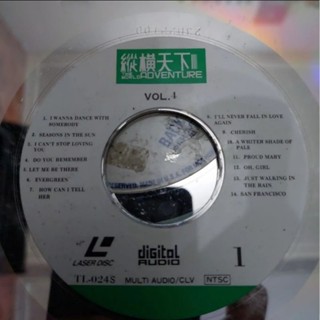 縱橫天下
ADVENTURE
VOL. 4
1. I WANNA DANCE WITH
SOMEBODY
2. SEASONS IN THE SUN
3. I CAN'T STOP LOVING
YOU
4. DO YOU REMEMBER
5. LET ME BE THERE
6. EVERGREEN
7. HOW CAN I TELL
HER
8. I'LL NEVER FALL IN LOVE
AGAIN
9. CHERISH
10. A WHITER SHADE OF
PALE
11. PROUD MARY
12. OH, GIRL
13. JUST WALKING IN
THE RAIN
14. SAN FRANCISCO
LASER DISC
digital
AUDIO
1
TL-024S
MULTI AUDIO/CLV
NTSC